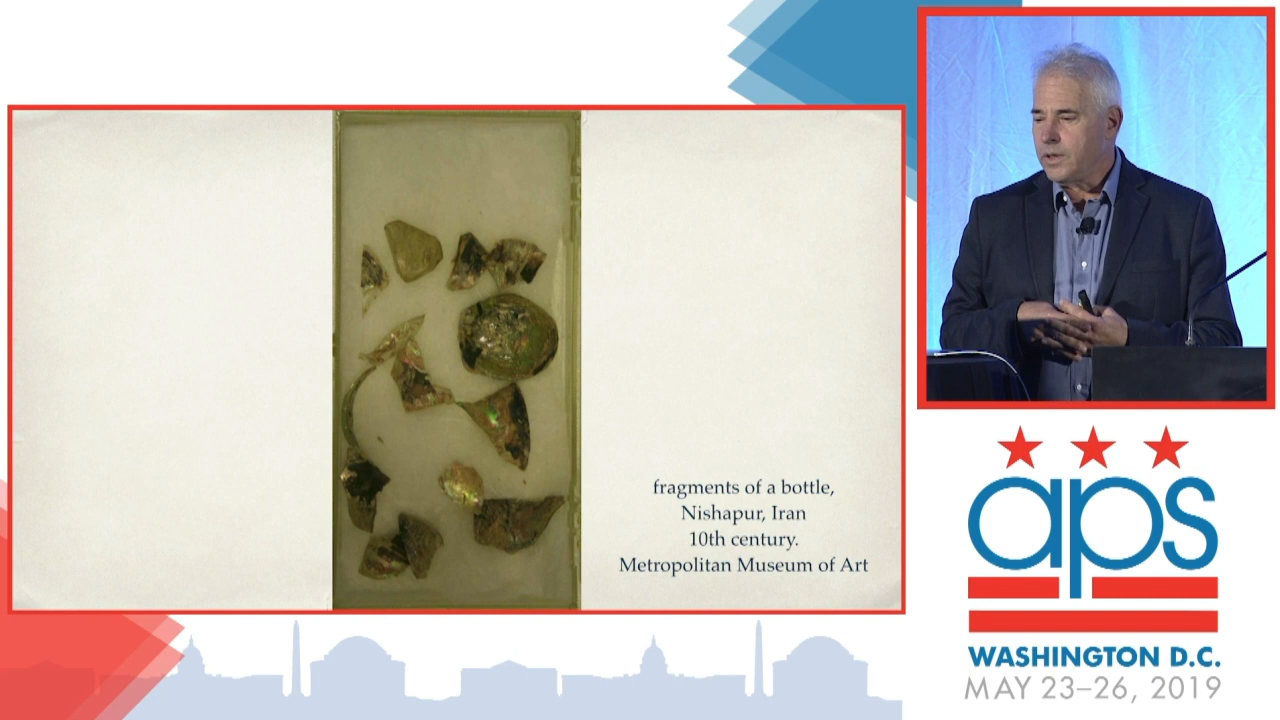 fragments of a bottle,
Nishapur, Iran
10th century.
Metropolitan Museum of Art
aps
WASHINGTON D.C.
MAY 23–26, 2019